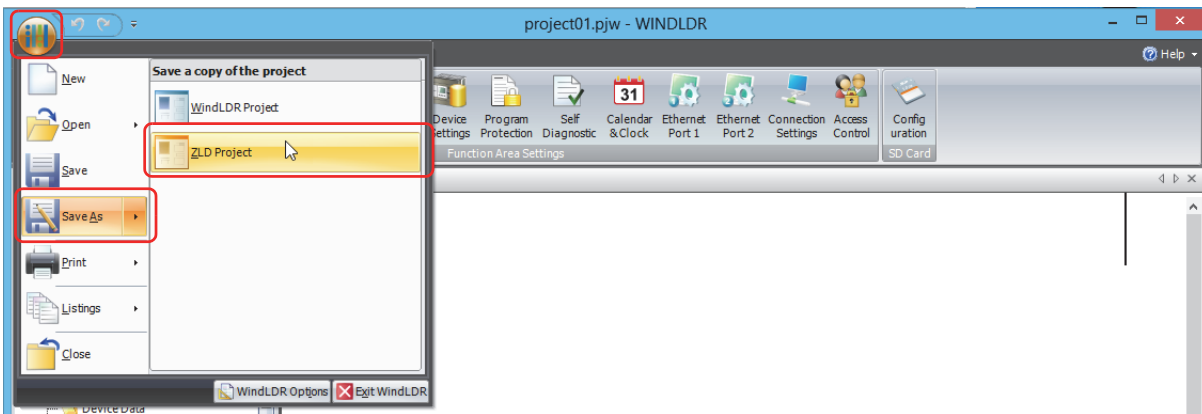 project01.pjw - WINDLDR
Help
New
Open
Save
Save As
Print
Listings
Close
Save a copy of the project
WindLDR Project
ZLD Project
WindLDR Options
Exit WindLDR
Device Settings
Program Protection
Self Diagnostic
31
Calendar & Clock
Ethernet Port 1
Ethernet Port 2
Connection Settings
Access Control
Function Area Settings
Config uration
SD Card
Device Data